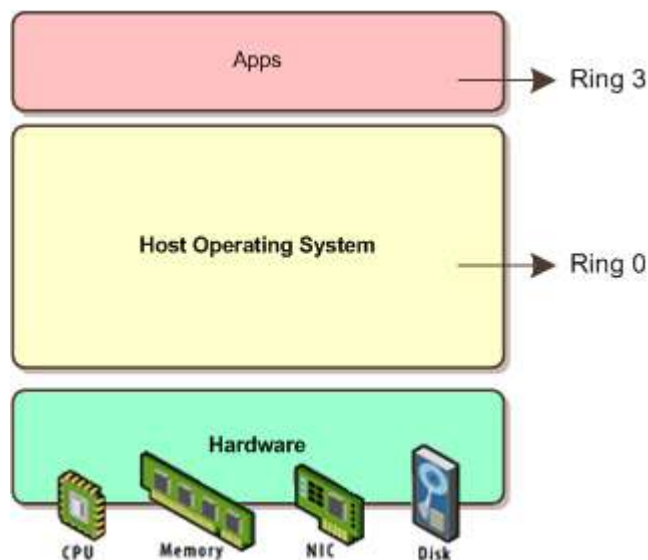 Apps
Ring 3
Host Operating System
Ring 0
Hardware
CPU
Memory
NIC
Disk